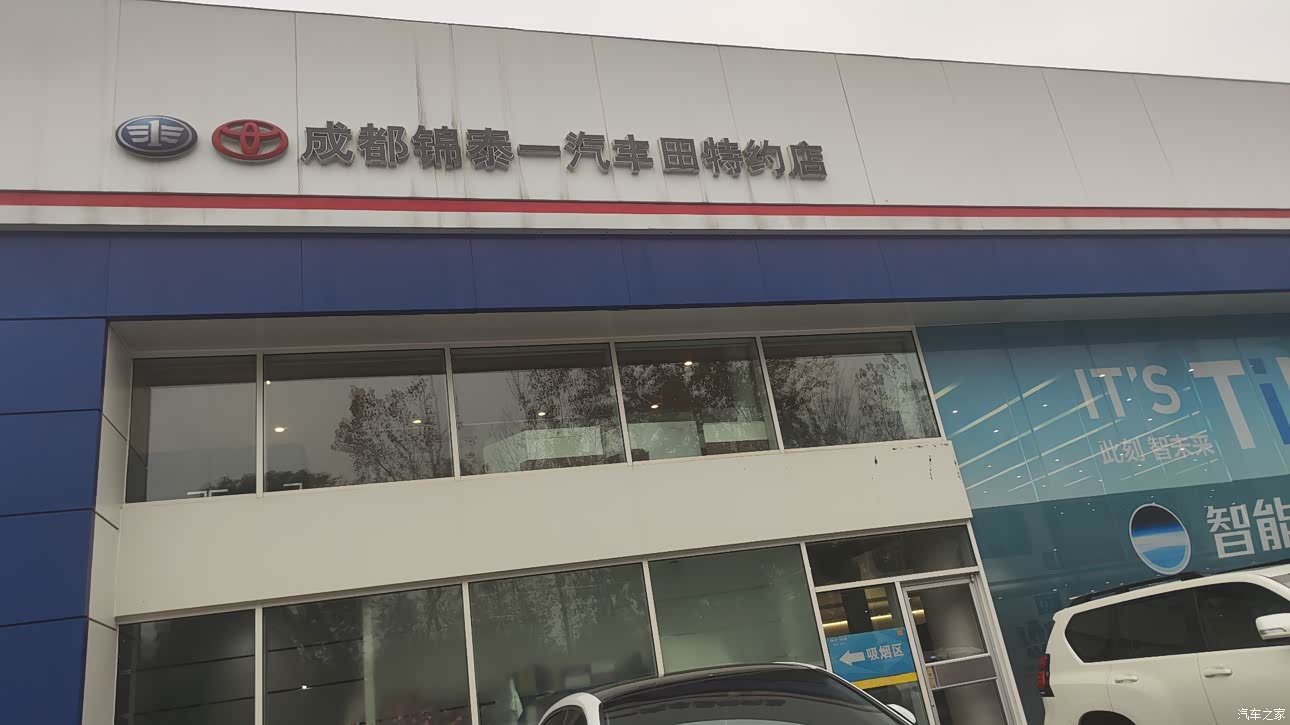 成都锦泰一汽丰田特约店
IT'S Ti
此刻 智未来
智能
吸烟区
汽车之家